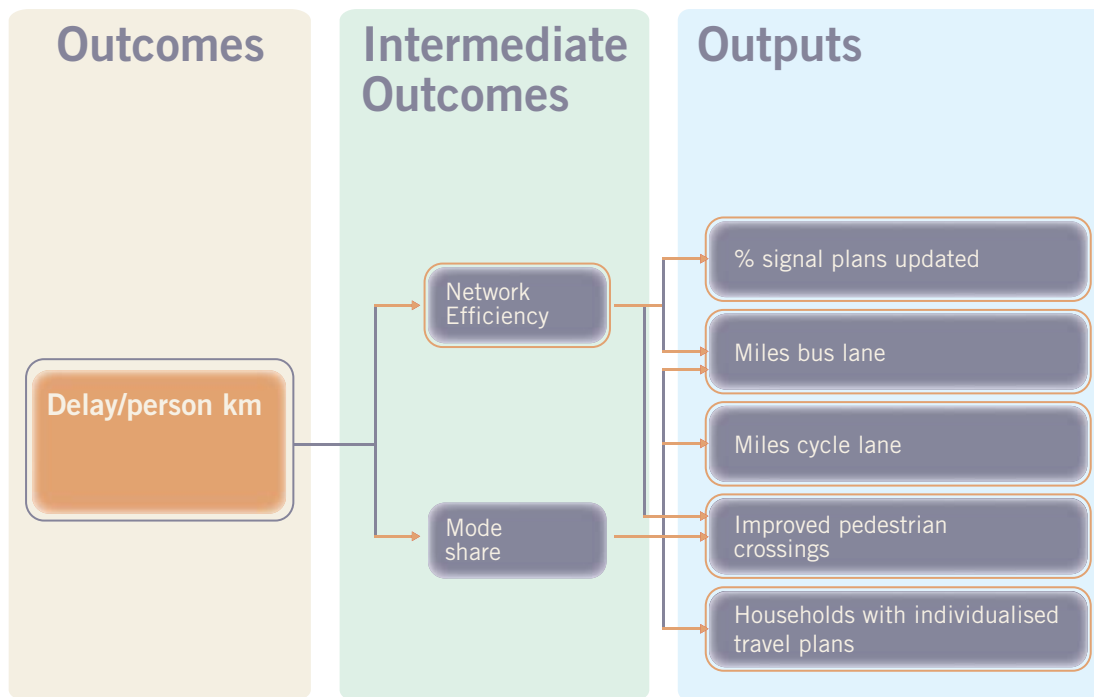 Outcomes
Intermediate
Outcomes
Outputs
Delay/person km
Network
Efficiency
Mode
share
% signal plans updated
Miles bus lane
Miles cycle lane
Improved pedestrian
crossings
Households with individualised
travel plans